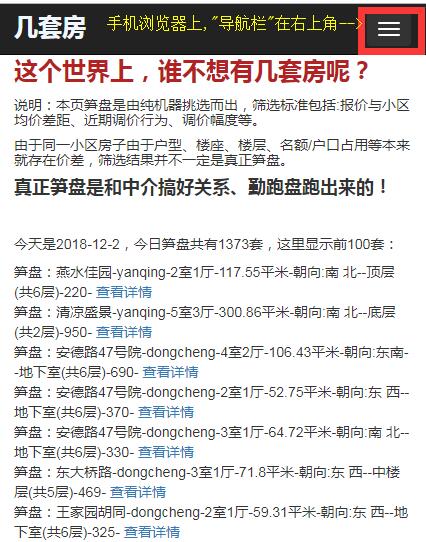 几套房 手机浏览器上,"导航栏"在右上角-->
这个世界上，谁不想有几套房呢？
说明：本页笋盘是由纯机器挑选而出，筛选标准包括:报价与小区
均价差距、近期调价行为、调价幅度等。
由于同一小区房子由于户型、楼座、楼层、名额/户口占用等本来
就存在价差，筛选结果并不一定是真正笋盘。
真正笋盘是和中介搞好关系、勤跑盘跑出来的！
今天是2018-12-2，今日笋盘共有1373套，这里显示前100套：
笋盘：燕水佳园-yanqing-2室1厅-117.55平米-朝向:南 北--顶层
(共6层)-220- 查看详情
笋盘：清凉盛景-yanqing-5室3厅-300.86平米-朝向:南 北--底层
(共2层)-950- 查看详情
笋盘：安德路47号院-dongcheng-4室2厅-106.43平米-朝向:东南-
-地下室(共6层)-690- 查看详情
笋盘：安德路47号院-dongcheng-2室1厅-52.75平米-朝向:东 西--
地下室(共6层)-370- 查看详情
笋盘：安德路47号院-dongcheng-3室1厅-64.72平米-朝向:南 北--
地下室(共6层)-330- 查看详情
笋盘：东大桥路-dongcheng-3室1厅-71.8平米-朝向:东 西--中楼
层(共5层)-469- 查看详情
笋盘：王家园胡同-dongcheng-2室1厅-59.31平米-朝向:东 西--地
下室(共6层)-325- 查看详情